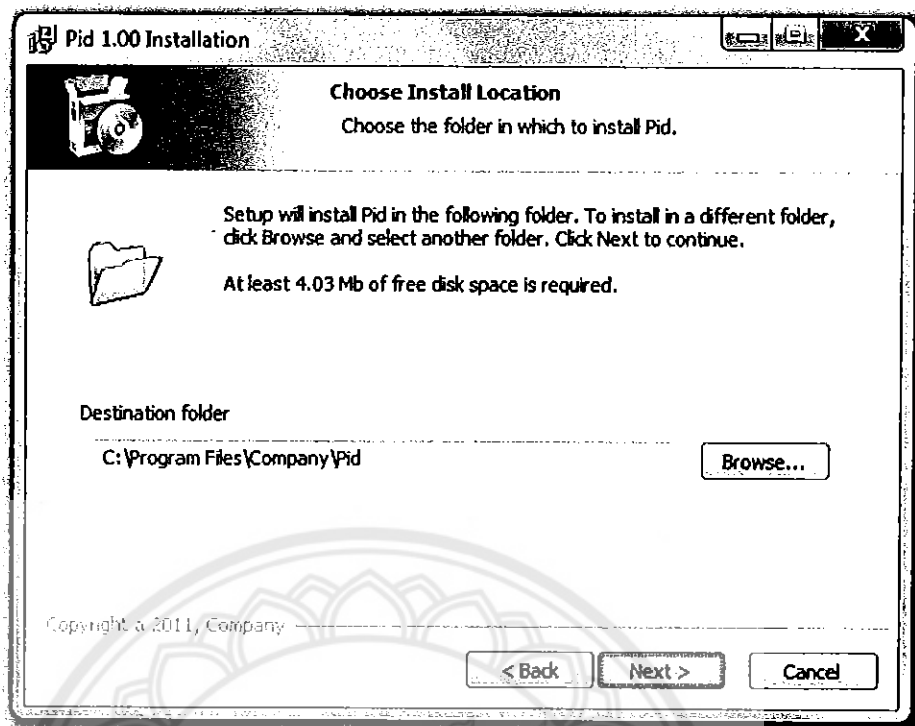 Pid 1.00 Installation
Choose Install Location
Choose the folder in which to install Pid.
Setup will install Pid in the following folder. To install in a different folder,
click Browse and select another folder. Click Next to continue.
At least 4.03 Mb of free disk space is required.
Destination folder
C:\Program Files\Company\Pid
Browse...
Copyright a 2011, Company
< Back
Next >
Cancel